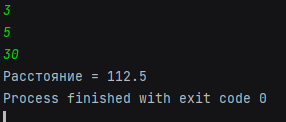 3
5
30
Расстояние = 112.5
Process finished with exit code 0